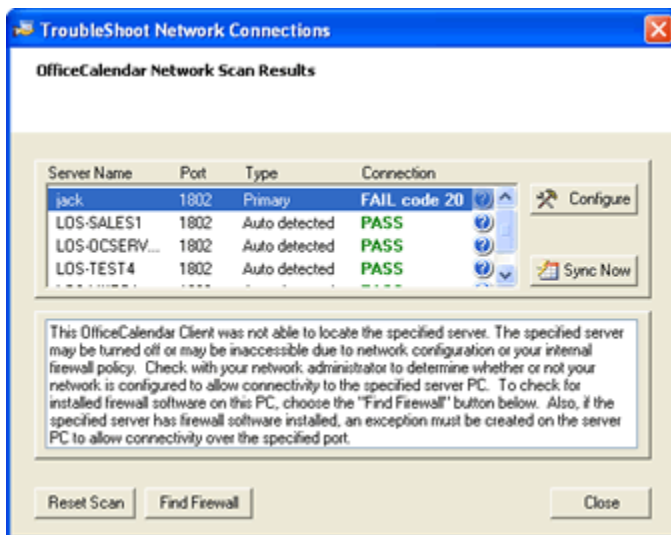 TroubleShoot Network Connections
OfficeCalendar Network Scan Results
Server Name Port Type Connection
jack 1802 Primary FAIL code 20
LOS-SALES1 1802 Auto detected PASS
LOS-OCSERV... 1802 Auto detected PASS
LOS-TEST4 1802 Auto detected PASS
Configure
Sync Now
This OfficeCalendar Client was not able to locate the specified server. The specified server
may be turned off or may be inaccessible due to network configuration or your internal
firewall policy. Check with your network administrator to determine whether or not your
network is configured to allow connectivity to the specified server PC. To check for
installed firewall software on this PC, choose the "Find Firewall" button below. Also, if the
specified server has firewall software installed, an exception must be created on the server
PC to allow connectivity over the specified port.
Reset Scan Find Firewall Close